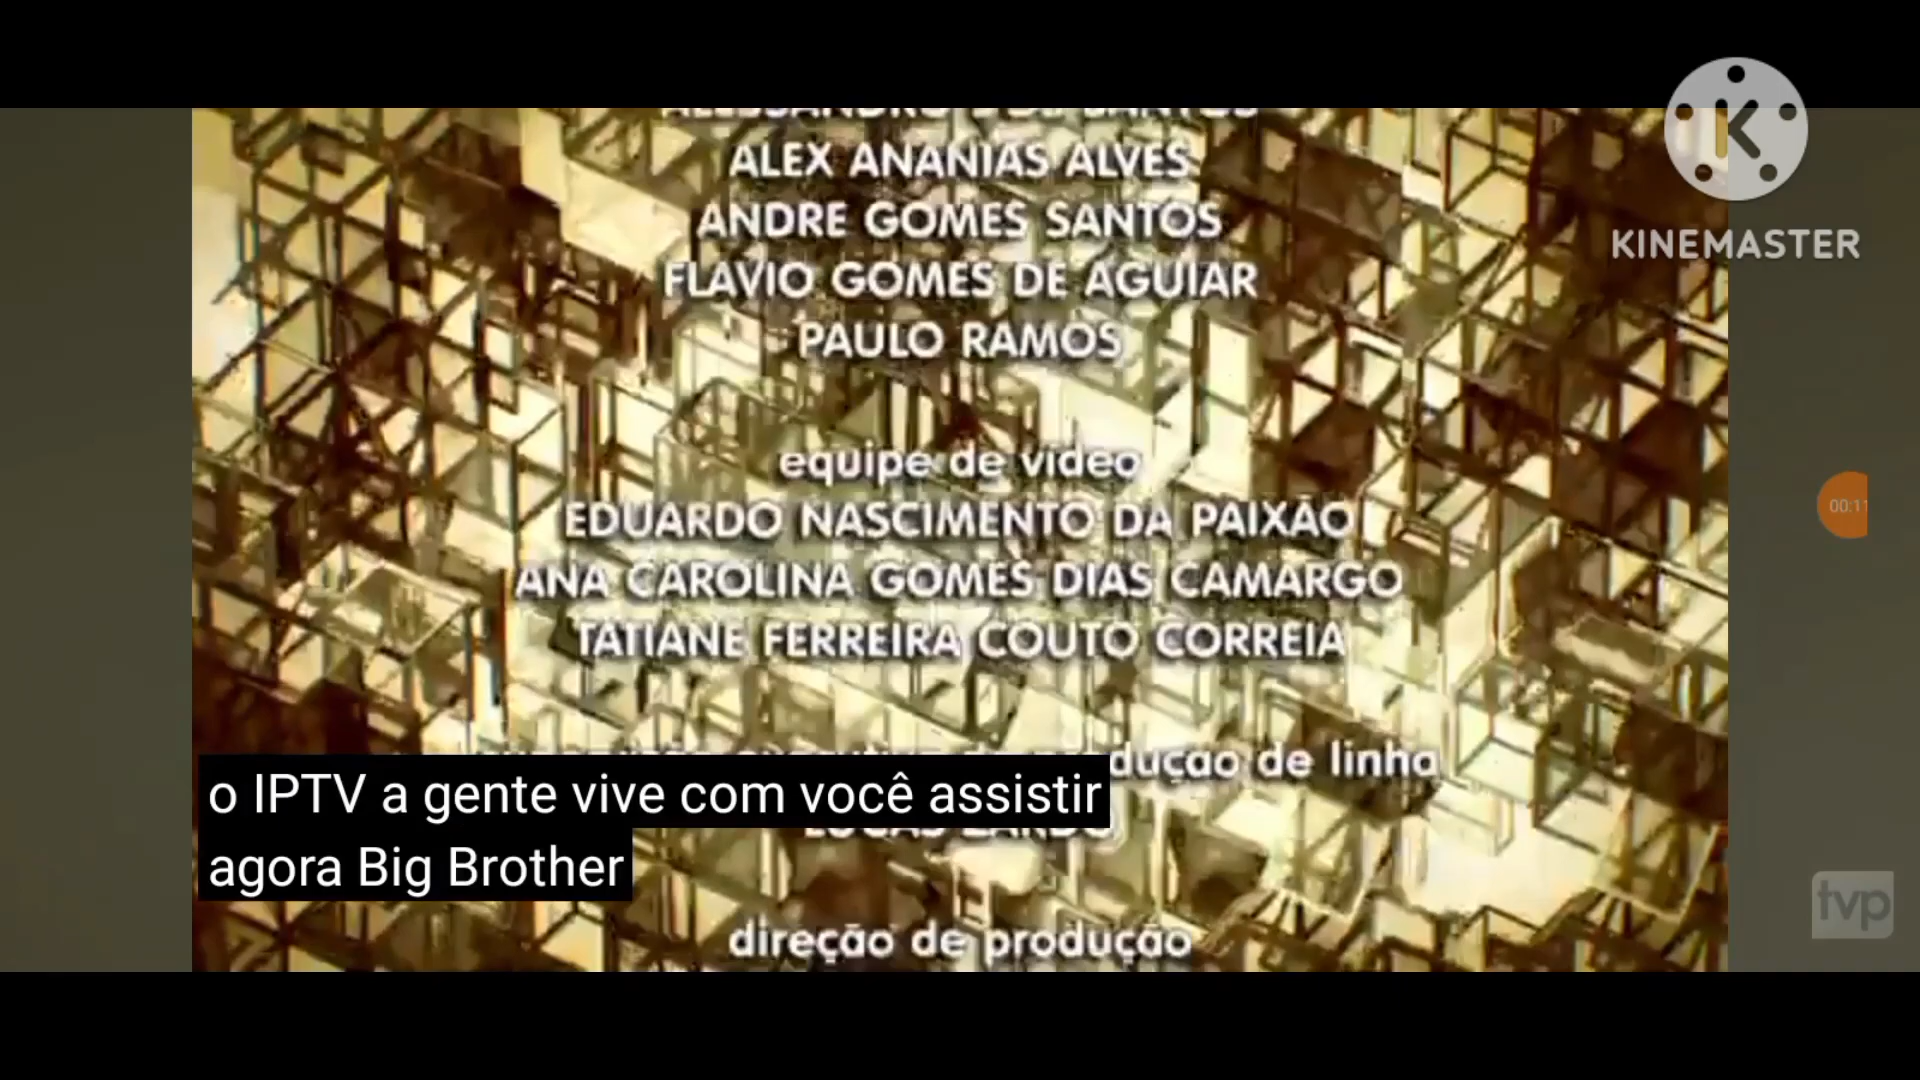 ALEX ANANIAS ALVES
ANDRE GOMES SANTOS
FLAVIO GOMES DE AGUIAR
PAULO RAMOS
equipe de vídeo
EDUARDO NASCIMENTO DA PAIXÃO
ANA CAROLINA GOMES DIAS CAMARGO
TATIANE FERREIRA COUTO CORREIA
dução de linha
o IPTV a gente vive com você assistir
agora Big Brother
direção de produção
KINEMASTER
00:11
tvp